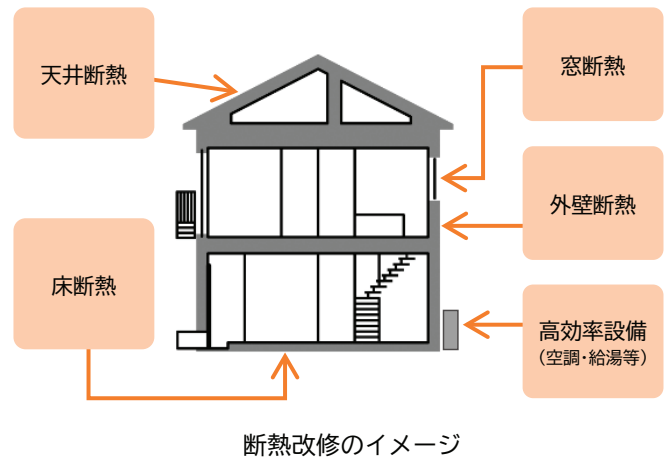 天井断熱
窓断熱
外壁断熱
床断熱
高効率設備
（空調・給湯等）
断熱改修のイメージ